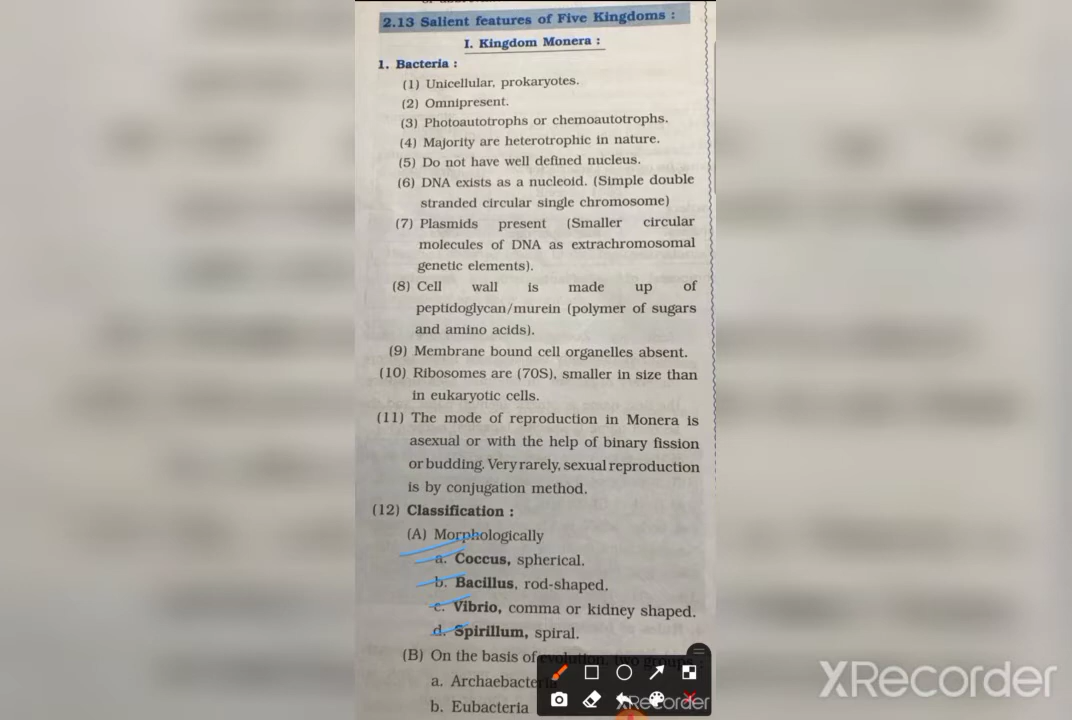 2.13 Salient features of Five Kingdoms :
I. Kingdom Monera :
1. Bacteria :
(1) Unicellular, prokaryotes.
(2) Omnipresent.
(3) Photoautotrophs or chemoautotrophs.
(4) Majority are heterotrophic in nature.
(5) Do not have well defined nucleus.
(6) DNA exists as a nucleoid. (Simple double
stranded circular single chromosome)
(7) Plasmids present (Smaller circular
molecules of DNA as extrachromosomal
genetic elements).
(8) Cell wall is made up of
peptidoglycan/murein (polymer of sugars
and amino acids).
(9) Membrane bound cell organelles absent.
(10) Ribosomes are (70S), smaller in size than
in eukaryotic cells.
(11) The mode of reproduction in Monera is
asexual or with the help of binary fission
or budding. Very rarely, sexual reproduction
is by conjugation method.
(12) Classification :
(A) Morphologically
a. Coccus, spherical.
b. Bacillus, rod-shaped.
c. Vibrio, comma or kidney shaped.
d. Spirillum, spiral.
(B) On the basis of evolution, two groups
a. Archaebacteria
b. Eubacteria
XRecorder
XRecorder